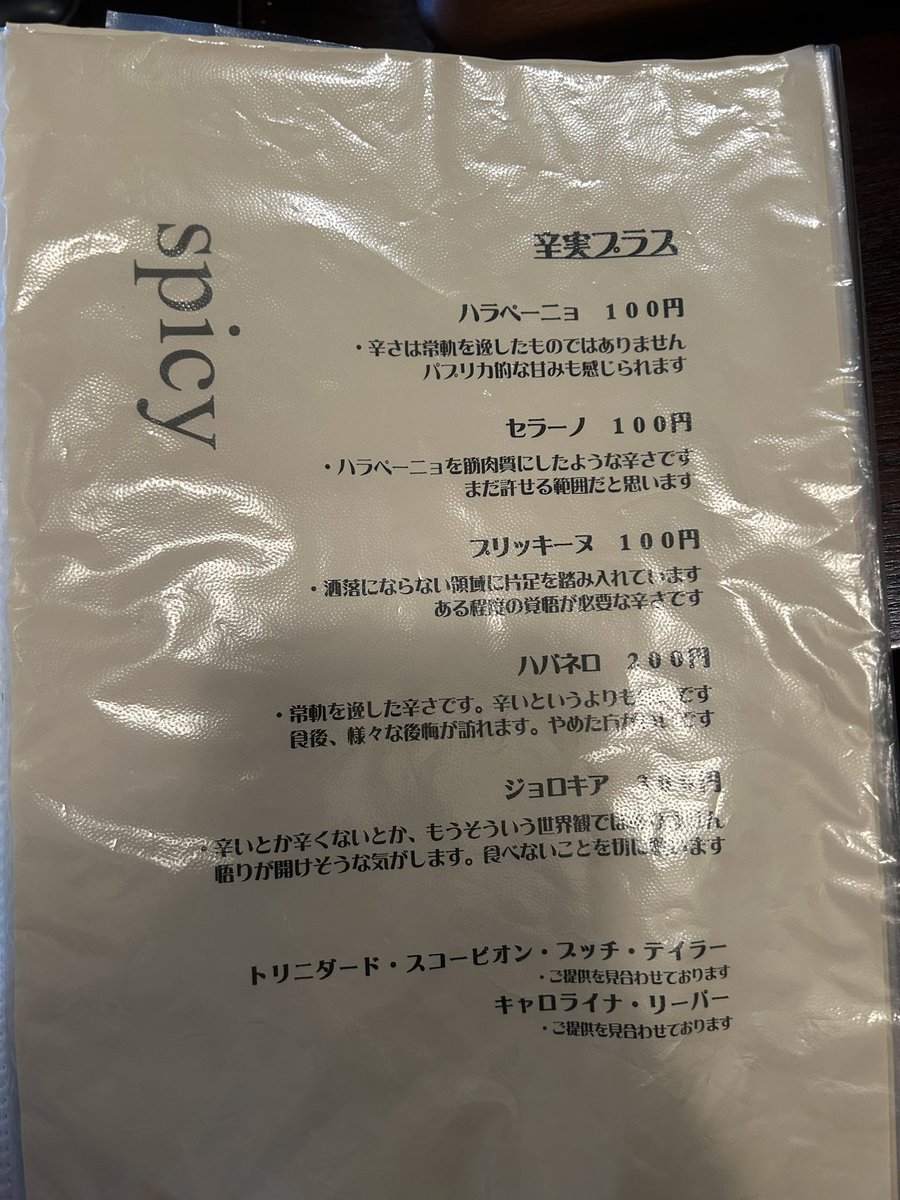 spicy
辛実プラス
ハラペーニョ 100円
・辛さは常軌を逸したものではありません
パプリカ的な甘みも感じられます
セラーノ 100円
・ハラペーニョを筋肉質にしたような辛さです
まだ許せる範囲だと思います
プリッキーヌ 100円
・洒落にならない領域に片足を踏み入れています
ある程度の覚悟が必要な辛さです
ハバネロ 200円
・常軌を逸した辛さです。辛いというよりも です
食後、様々な後悔が訪れます。やめた方が です
ジョロキア 300円
・辛いとか辛くないとか、もうそういう世界観では
悟りが開けそうな気がします。食べないことを切に います
トリニダード・スコーピオン・ブッチ・テイラー
・ご提供を見合わせております
キャロライナ・リーパー
・ご提供を見合わせております